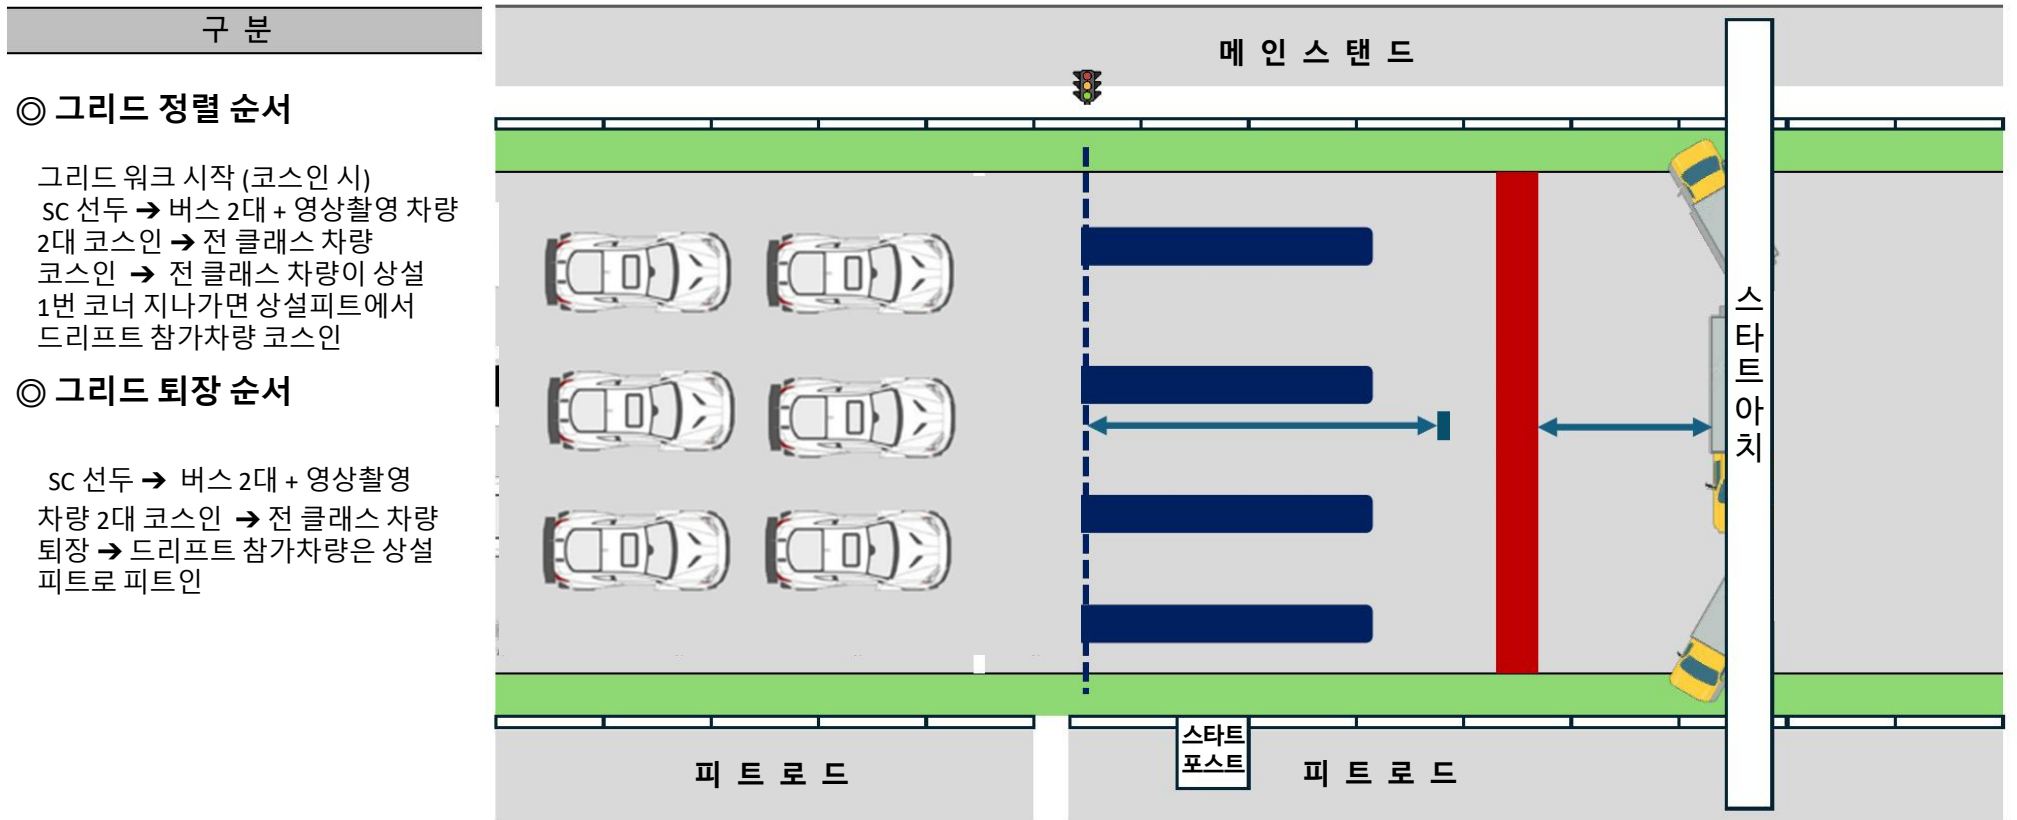 구 분
◎ 그리드 정렬 순서
그리드 워크 시작 (코스인 시)
SC 선두 ➔ 버스 2대 + 영상촬영 차량
2대 코스인 ➔ 전 클래스 차량
코스인 ➔ 전 클래스 차량이 상설
1번 코너 지나가면 상설피트에서
드리프트 참가차량 코스인
◎ 그리드 퇴장 순서
SC 선두 ➔ 버스 2대 + 영상촬영
차량 2대 코스인 ➔ 전 클래스 차량
퇴장 ➔ 드리프트 참가차량은 상설
피트로 피트인
메 인 스 탠 드
스타트아치
스타트
포스트
피 트 로 드
피 트 로 드